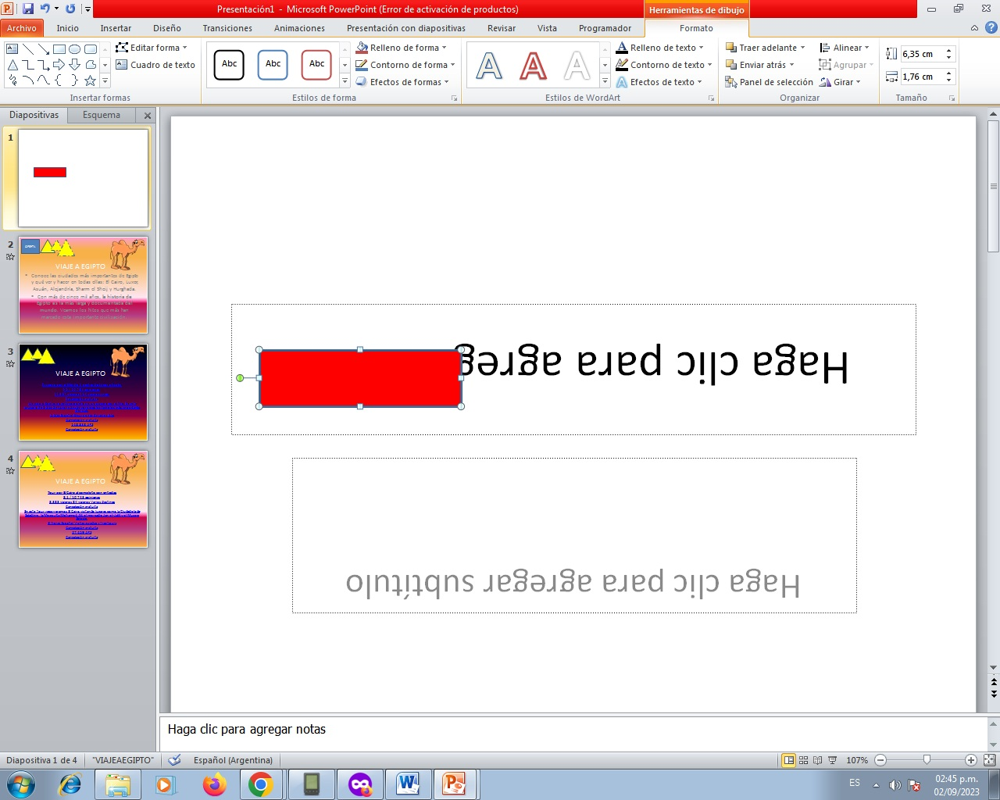 Presentación1 - Microsoft PowerPoint (Error de activación de productos)
Herramientas de dibujo
Archivo Inicio Insertar Diseño Transiciones Animaciones Presentación con diapositivas Revisar Vista Programador Formato
Editar forma
Cuadro de texto
Insertar formas
Abc Abc Abc
Relleno de forma
Contorno de forma
Efectos de formas
Estilos de forma
A A A
Relleno de texto
Contorno de texto
Efectos de texto
Estilos de WordArt
Traer adelante
Enviar atrás
Panel de selección
Alinear
Agrupar
Girar
Organizar
6,35 cm
1,76 cm
Tamaño
Diapositivas Esquema
1
2
VIAJE A EGIPTO
Conoce las ciudades más importantes de Egipto
y qué ver y hacer en todas ellas: El Cairo, Luxor,
Asuán, Alejandría, Sharm el Sheij y Hurghada.
Con más de cinco mil años, la historia de
3
VIAJE A EGIPTO
4
VIAJE A EGIPTO
Haga clic para agreg
Haga clic para agregar subtítulo
Haga clic para agregar notas
Diapositiva 1 de 4
"VIAJEAEGIPTO"
Español (Argentina)
107%
ES
02:45 p.m.
02/09/2023